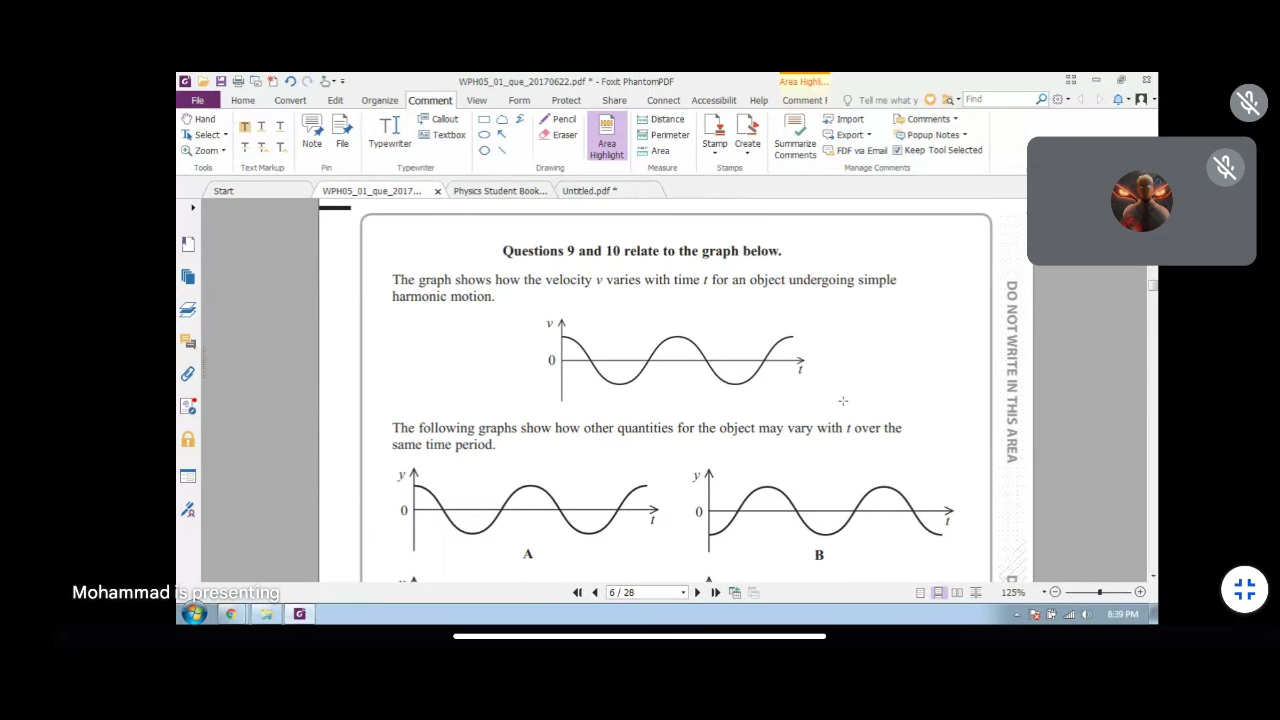 WPH05_01_que_20170622.pdf * - Foxit PhantomPDF
Area Highli...
File Home Convert Edit Organize Comment View Form Protect Share Connect Accessibilit Help Comment F Tell me what y Find
Hand
Select
Zoom
Tools
T T T
T T T
Text Markup
Note
File
Pin
Typewriter
Callout
Textbox
Typewriter
Pencil
Eraser
Drawing
Area Highlight
Distance
Perimeter
Area
Measure
Stamp
Create
Stamps
Summarize Comments
Import
Export
FDF via Email
Comments
Popup Notes
Keep Tool Selected
Manage Comments
Start
WPH05_01_que_2017... x
Physics Student Book...
Untitled.pdf *
Questions 9 and 10 relate to the graph below.
The graph shows how the velocity v varies with time t for an object undergoing simple
harmonic motion.
v
0
t
The following graphs show how other quantities for the object may vary with t over the
same time period.
y
0
t
A
y
0
t
B
DO NOT WRITE IN THIS AREA
Mohammad is presenting
6 / 28
125%
8:39 PM